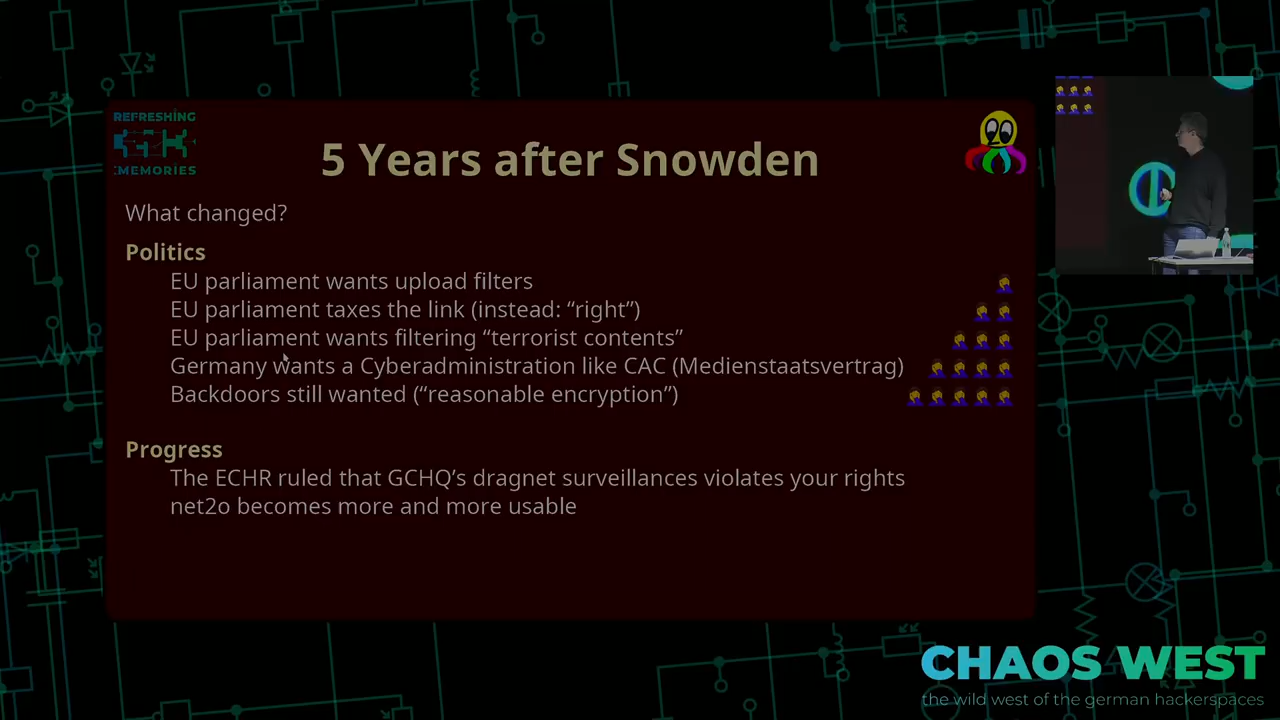 REFRESHING
MEMORIES
5 Years after Snowden
What changed?
Politics
EU parliament wants upload filters
EU parliament taxes the link (instead: “right”)
EU parliament wants filtering “terrorist contents”
Germany wants a Cyberadministration like CAC (Medienstaatsvertrag)
Backdoors still wanted (“reasonable encryption”)
Progress
The ECHR ruled that GCHQ’s dragnet surveillances violates your rights
net2o becomes more and more usable
CHAOS WEST
the wild west of the german hackerspaces